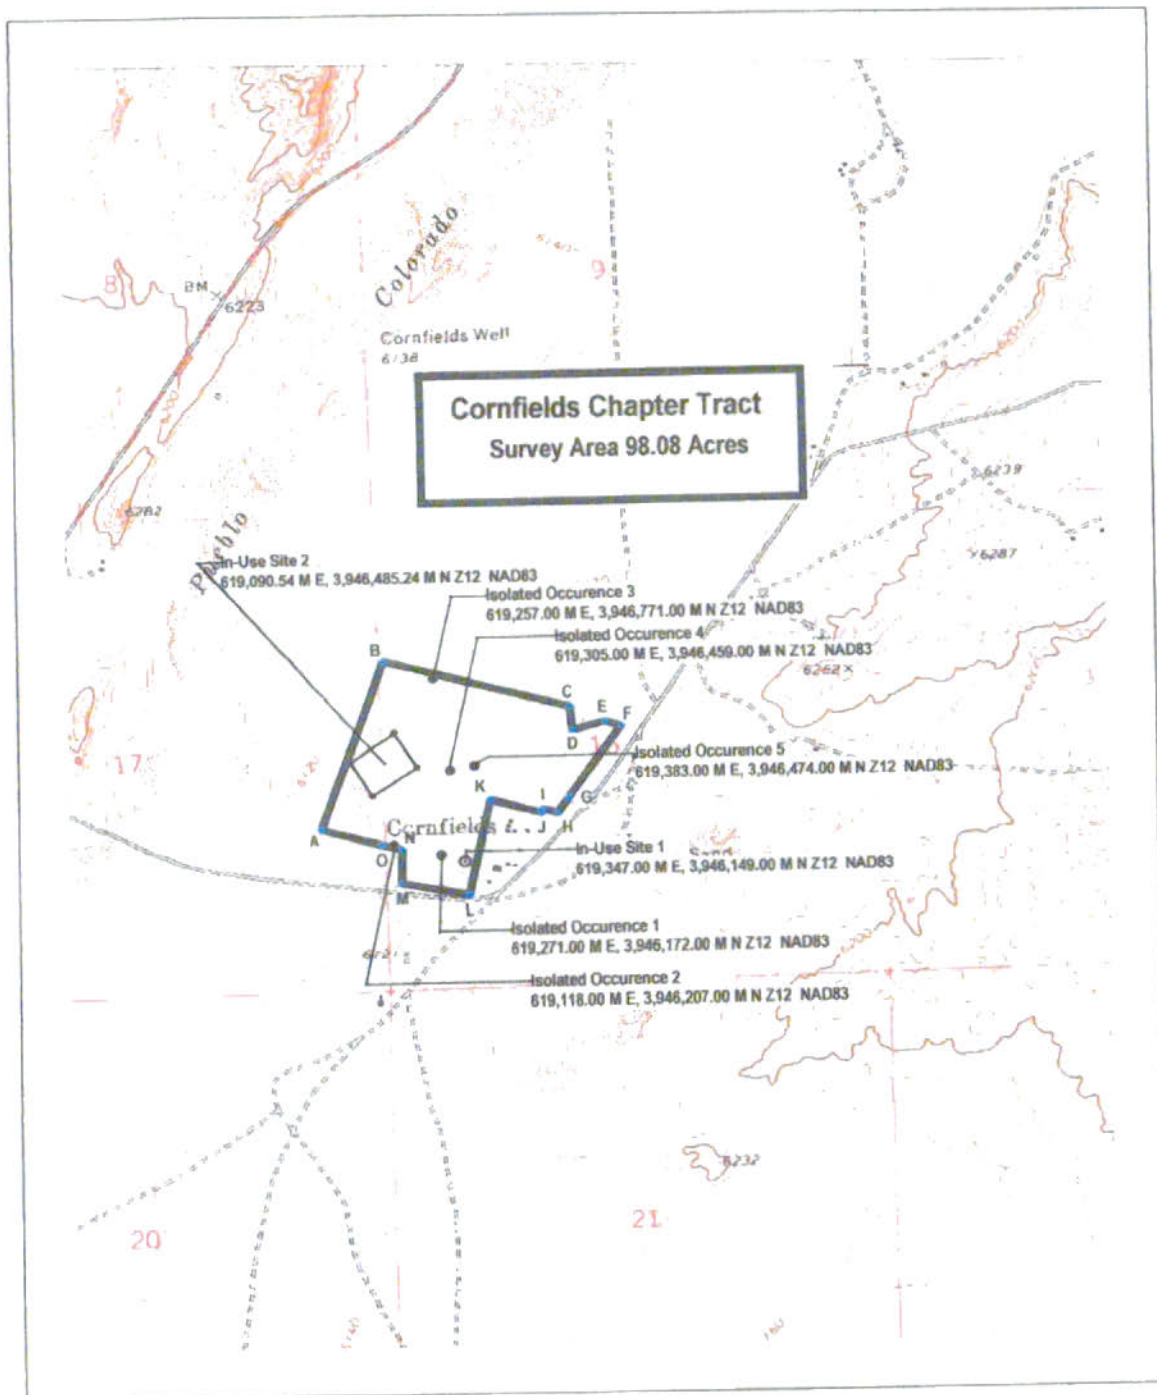 Colorado
9
8
BM
6223
Cornfields Well
6138
Cornfields Chapter Tract
Survey Area 98.08 Acres
6239
6282
6287
Pueblo
In-Use Site 2
619,090.54 M E, 3,946,485.24 M N Z12 NAD83
Isolated Occurence 3
619,257.00 M E, 3,946,771.00 M N Z12 NAD83
Isolated Occurence 4
619,305.00 M E, 3,946,459.00 M N Z12 NAD83
6262
B
C
E
F
D
17
Isolated Occurence 5
619,383.00 M E, 3,946,474.00 M N Z12 NAD83
K
I
G
J
H
A
Cornfields
N
O
In-Use Site 1
619,347.00 M E, 3,946,149.00 M N Z12 NAD83
M
L
Isolated Occurence 1
619,271.00 M E, 3,946,172.00 M N Z12 NAD83
6121
Isolated Occurence 2
619,118.00 M E, 3,946,207.00 M N Z12 NAD83
6232
20
21